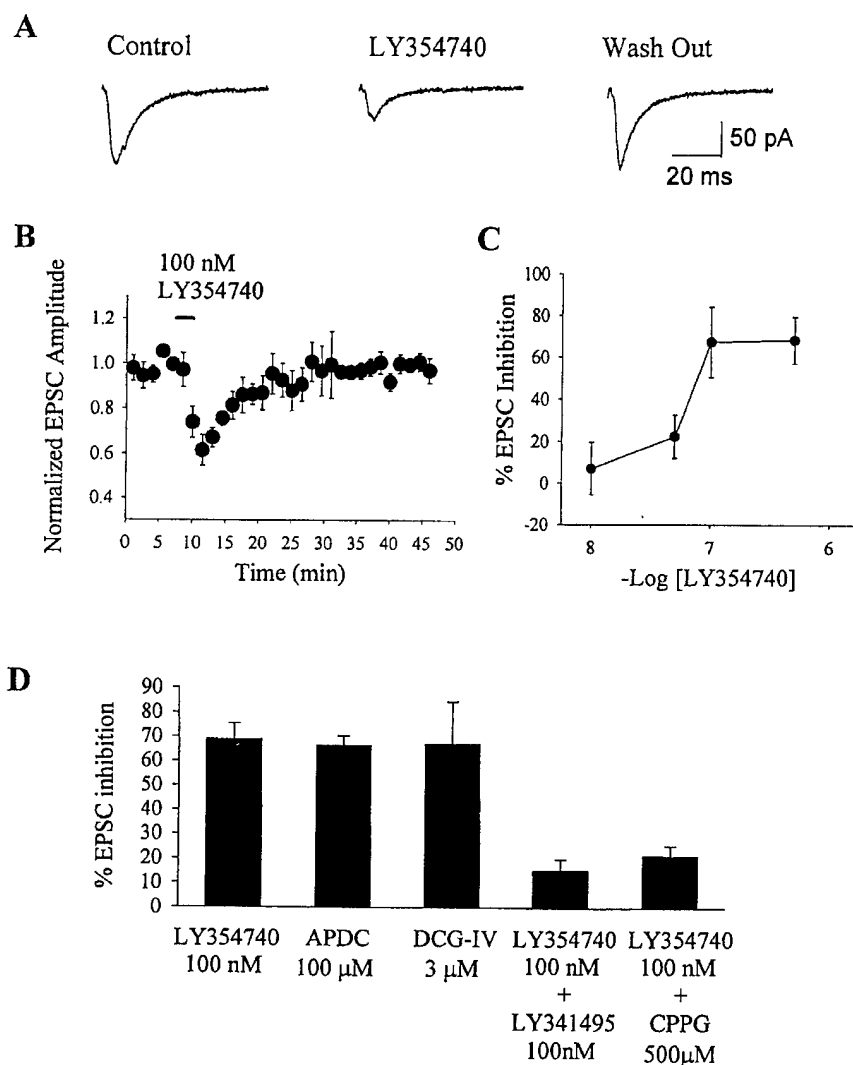 A
Control
LY354740
Wash Out
50 pA
20 ms
B
100 nM
LY354740
Normalized EPSC Amplitude
1.2
1.0
0.8
0.6
0.4
0 5 10 15 20 25 30 35 40 45 50
Time (min)
C
% EPSC Inhibition
100
80
60
40
20
0
-20
8 7 6
-Log [LY354740]
D
% EPSC inhibition
90
80
70
60
50
40
30
20
10
0
LY354740
100 nM
APDC
100 µM
DCG-IV
3 µM
LY354740
100 nM
+
LY341495
100nM
LY354740
100 nM
+
CPPG
500µM